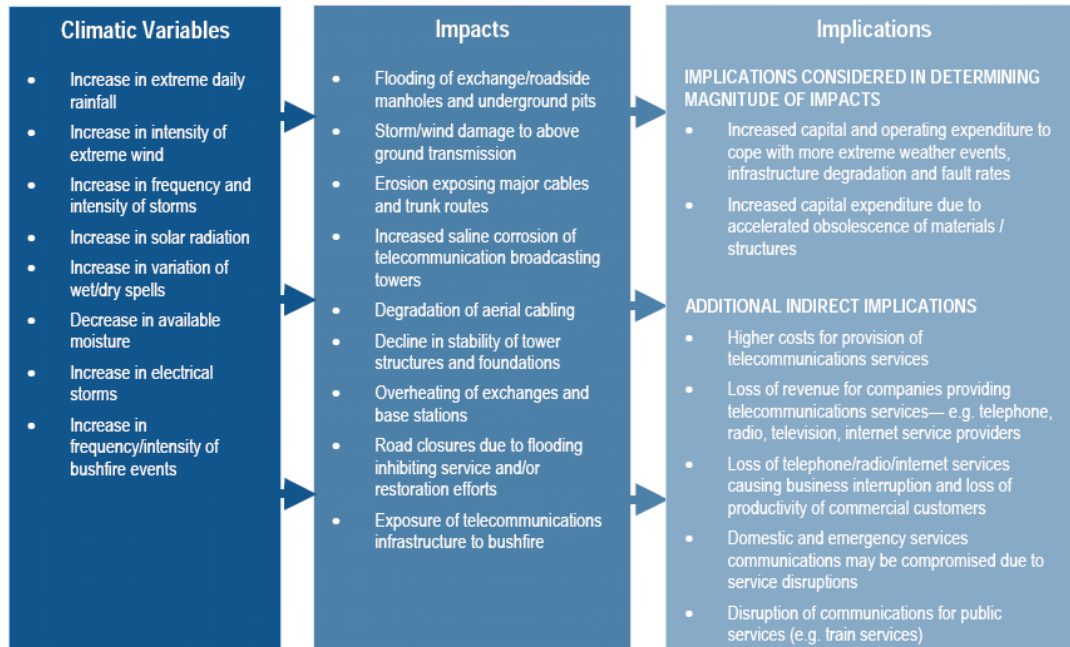 Climatic Variables
Increase in extreme daily
rainfall
Increase in intensity of
extreme wind
Increase in frequency and
intensity of storms
Increase in solar radiation
Increase in variation of
wet/dry spells
Decrease in available
moisture
Increase in electrical
storms
Increase in
frequency/intensity of
bushfire events
Impacts
Flooding of exchange/roadside
manholes and underground pits
Storm/wind damage to above
ground transmission
Erosion exposing major cables
and trunk routes
Increased saline corrosion of
telecommunication broadcasting
towers
Degradation of aerial cabling
Decline in stability of tower
structures and foundations
Overheating of exchanges and
base stations
Road closures due to flooding
inhibiting service and/or
restoration efforts
Exposure of telecommunications
infrastructure to bushfire
Implications
IMPLICATIONS CONSIDERED IN DETERMINING
MAGNITUDE OF IMPACTS
Increased capital and operating expenditure to
cope with more extreme weather events,
infrastructure degradation and fault rates
Increased capital expenditure due to
accelerated obsolescence of materials /
structures
ADDITIONAL INDIRECT IMPLICATIONS
Higher costs for provision of
telecommunications services
Loss of revenue for companies providing
telecommunications services— e.g. telephone,
radio, television, internet service providers
Loss of telephone/radio/internet services
causing business interruption and loss of
productivity of commercial customers
Domestic and emergency services
communications may be compromised due to
service disruptions
Disruption of communications for public
services (e.g. train services)